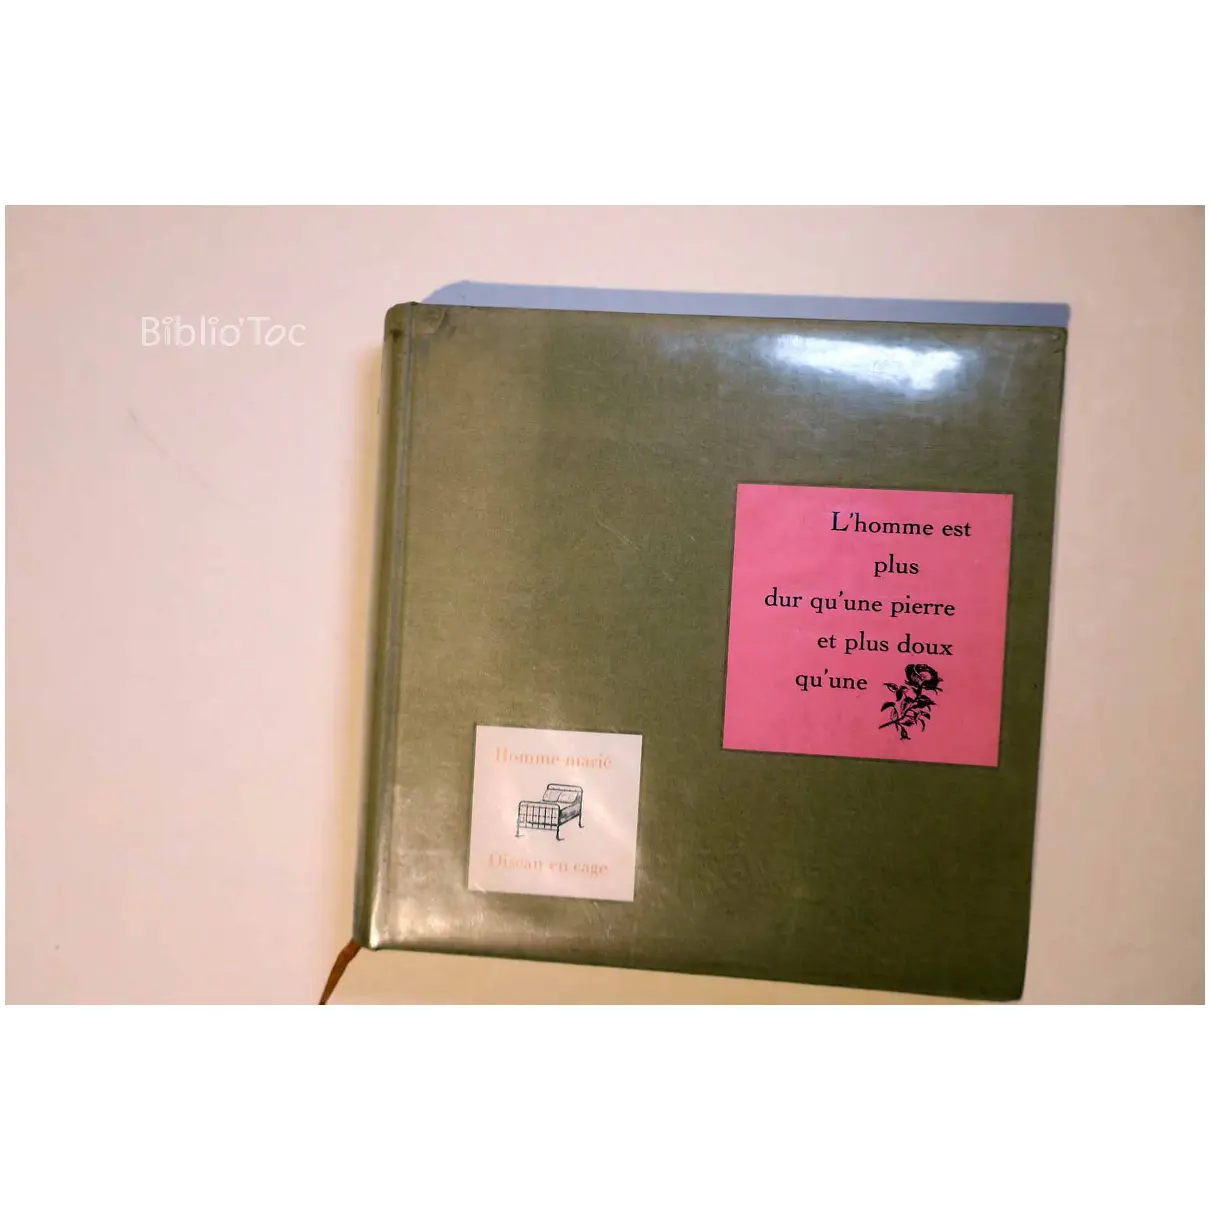 Biblio'Toc
L'homme est
plus
dur qu'une pierre
et plus doux
qu'une
Homme marié
Oiseau en cage